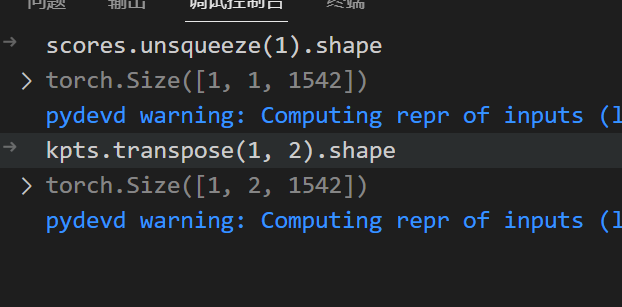 问题 输出 调试控制台 终端
scores.unsqueeze(1).shape
torch.Size([1, 1, 1542])
pydevd warning: Computing repr of inputs (l
kpts.transpose(1, 2).shape
torch.Size([1, 2, 1542])
pydevd warning: Computing repr of inputs (l